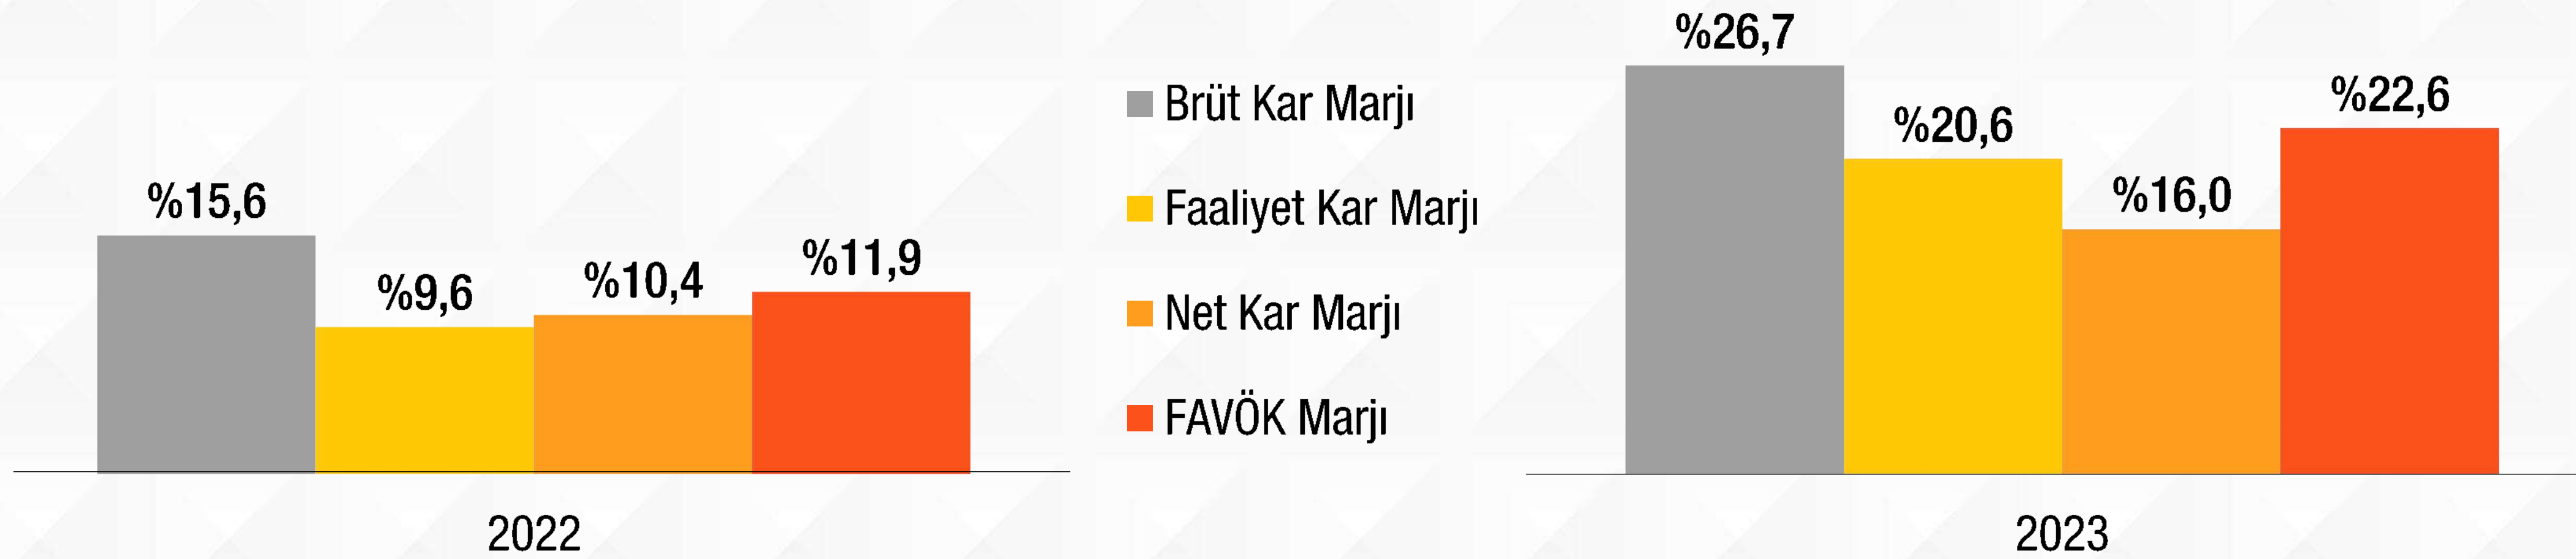 %15,6
%9,6
%10,4
%11,9
2022
Brüt Kar Marjı
Faaliyet Kar Marjı
Net Kar Marjı
FAVÖK Marjı
%26,7
%20,6
%16,0
%22,6
2023